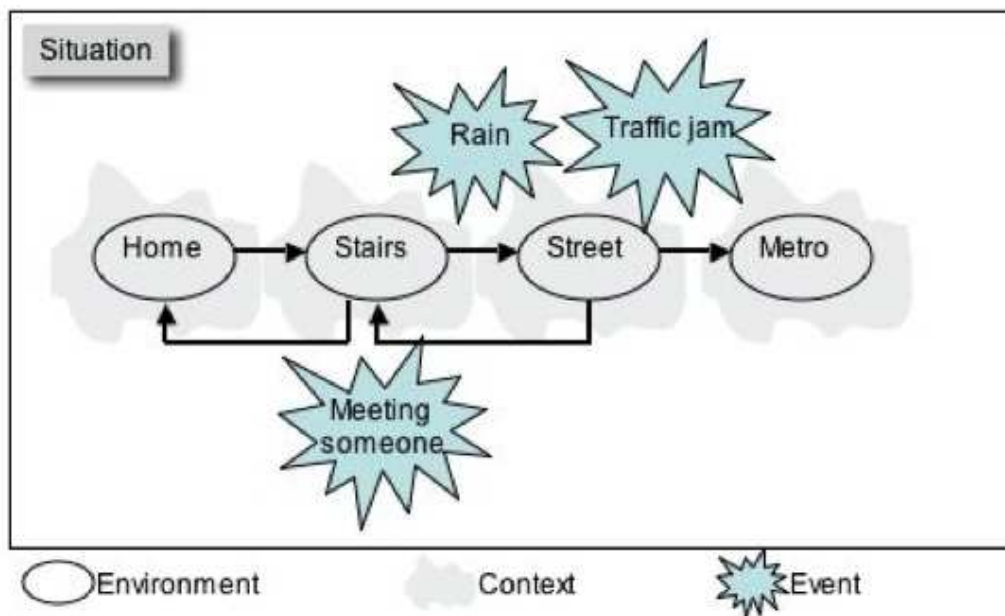 Situation
Rain
Traffic jam
Home
Stairs
Street
Metro
Meeting
someone
Environment
Context
Event